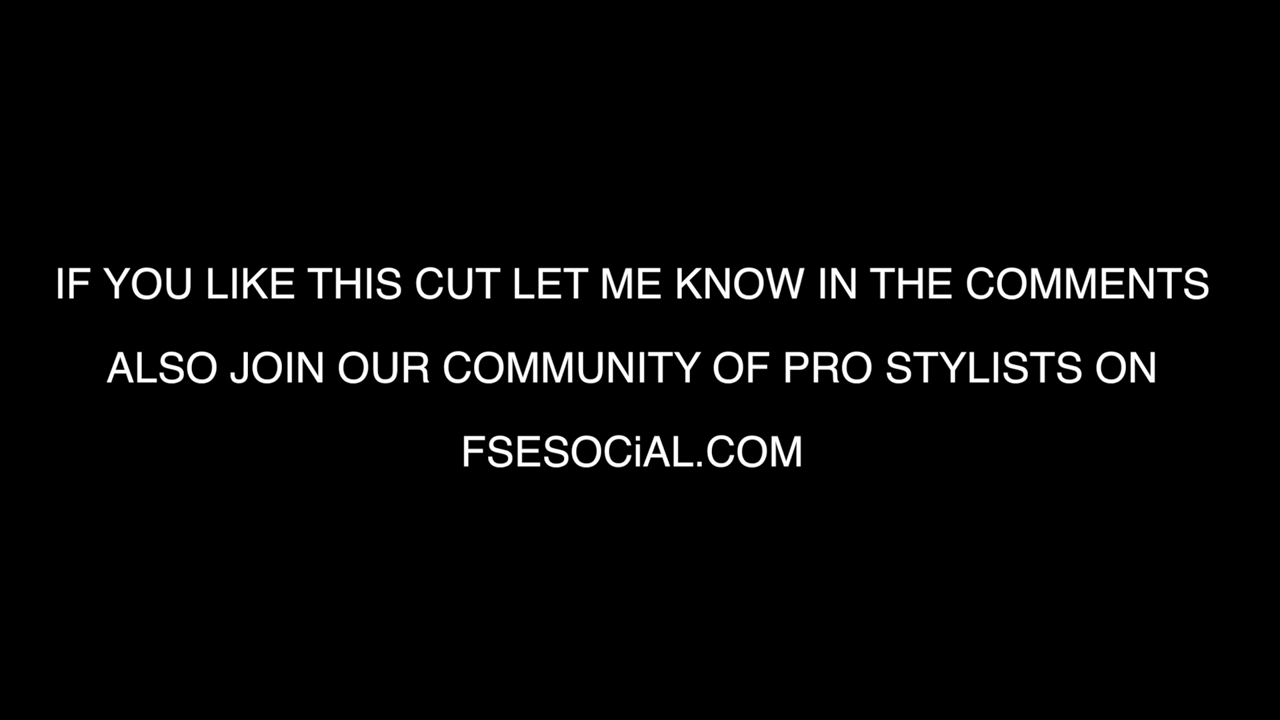 IF YOU LIKE THIS CUT LET ME KNOW IN THE COMMENTS
ALSO JOIN OUR COMMUNITY OF PRO STYLISTS ON
FSESOCiAL.COM